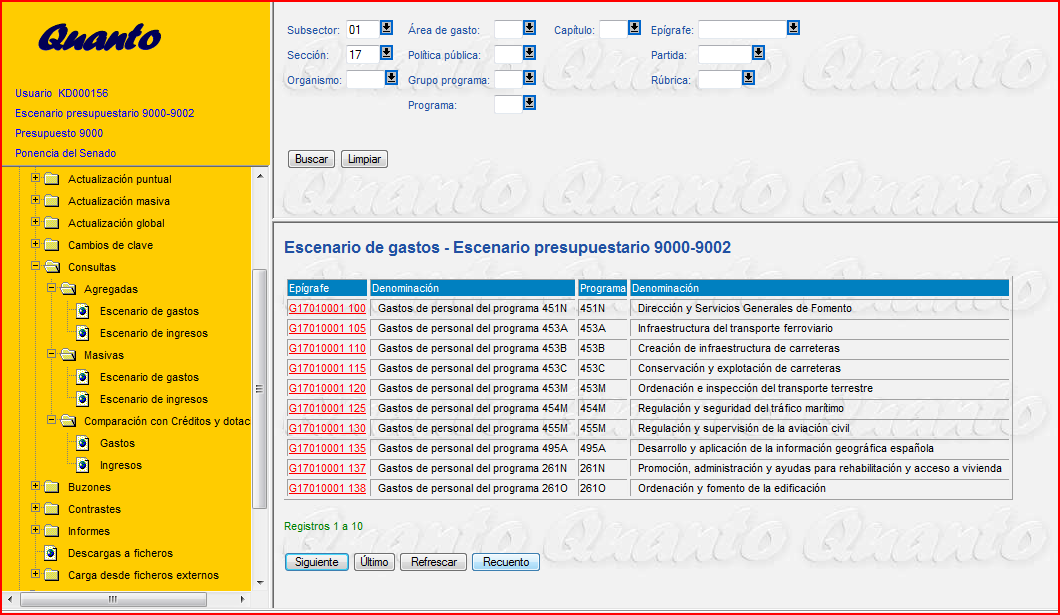 Quanto
Usuario KD000156
Escenario presupuestario 9000-9002
Presupuesto 9000
Ponencia del Senado
Actualización puntual
Actualización masiva
Actualización global
Cambios de clave
Consultas
Agregadas
Escenario de gastos
Escenario de ingresos
Masivas
Escenario de gastos
Escenario de ingresos
Comparación con Créditos y dotac
Gastos
Ingresos
Buzones
Contrastes
Informes
Descargas a ficheros
Carga desde ficheros externos
Subsector: 01 Área de gasto: Capítulo: Epígrafe:
Sección: 17 Política pública: Partida:
Organismo: Grupo programa: Rúbrica:
Programa:
Buscar Limpiar
Escenario de gastos - Escenario presupuestario 9000-9002
Epígrafe Denominación Programa Denominación
G17010001 100 Gastos de personal del programa 451N 451N Dirección y Servicios Generales de Fomento
G17010001 105 Gastos de personal del programa 453A 453A Infraestructura del transporte ferroviario
G17010001 110 Gastos de personal del programa 453B 453B Creación de infraestructura de carreteras
G17010001 115 Gastos de personal del programa 453C 453C Conservación y explotación de carreteras
G17010001 120 Gastos de personal del programa 453M 453M Ordenación e inspección del transporte terrestre
G17010001 125 Gastos de personal del programa 454M 454M Regulación y seguridad del tráfico marítimo
G17010001 130 Gastos de personal del programa 455M 455M Regulación y supervisión de la aviación civil
G17010001 135 Gastos de personal del programa 495A 495A Desarrollo y aplicación de la información geográfica española
G17010001 137 Gastos de personal del programa 261N 261N Promoción, administración y ayudas para rehabilitación y acceso a vivienda
G17010001 138 Gastos de personal del programa 261O 261O Ordenación y fomento de la edificación
Registros 1 a 10
Siguiente Último Refrescar Recuento